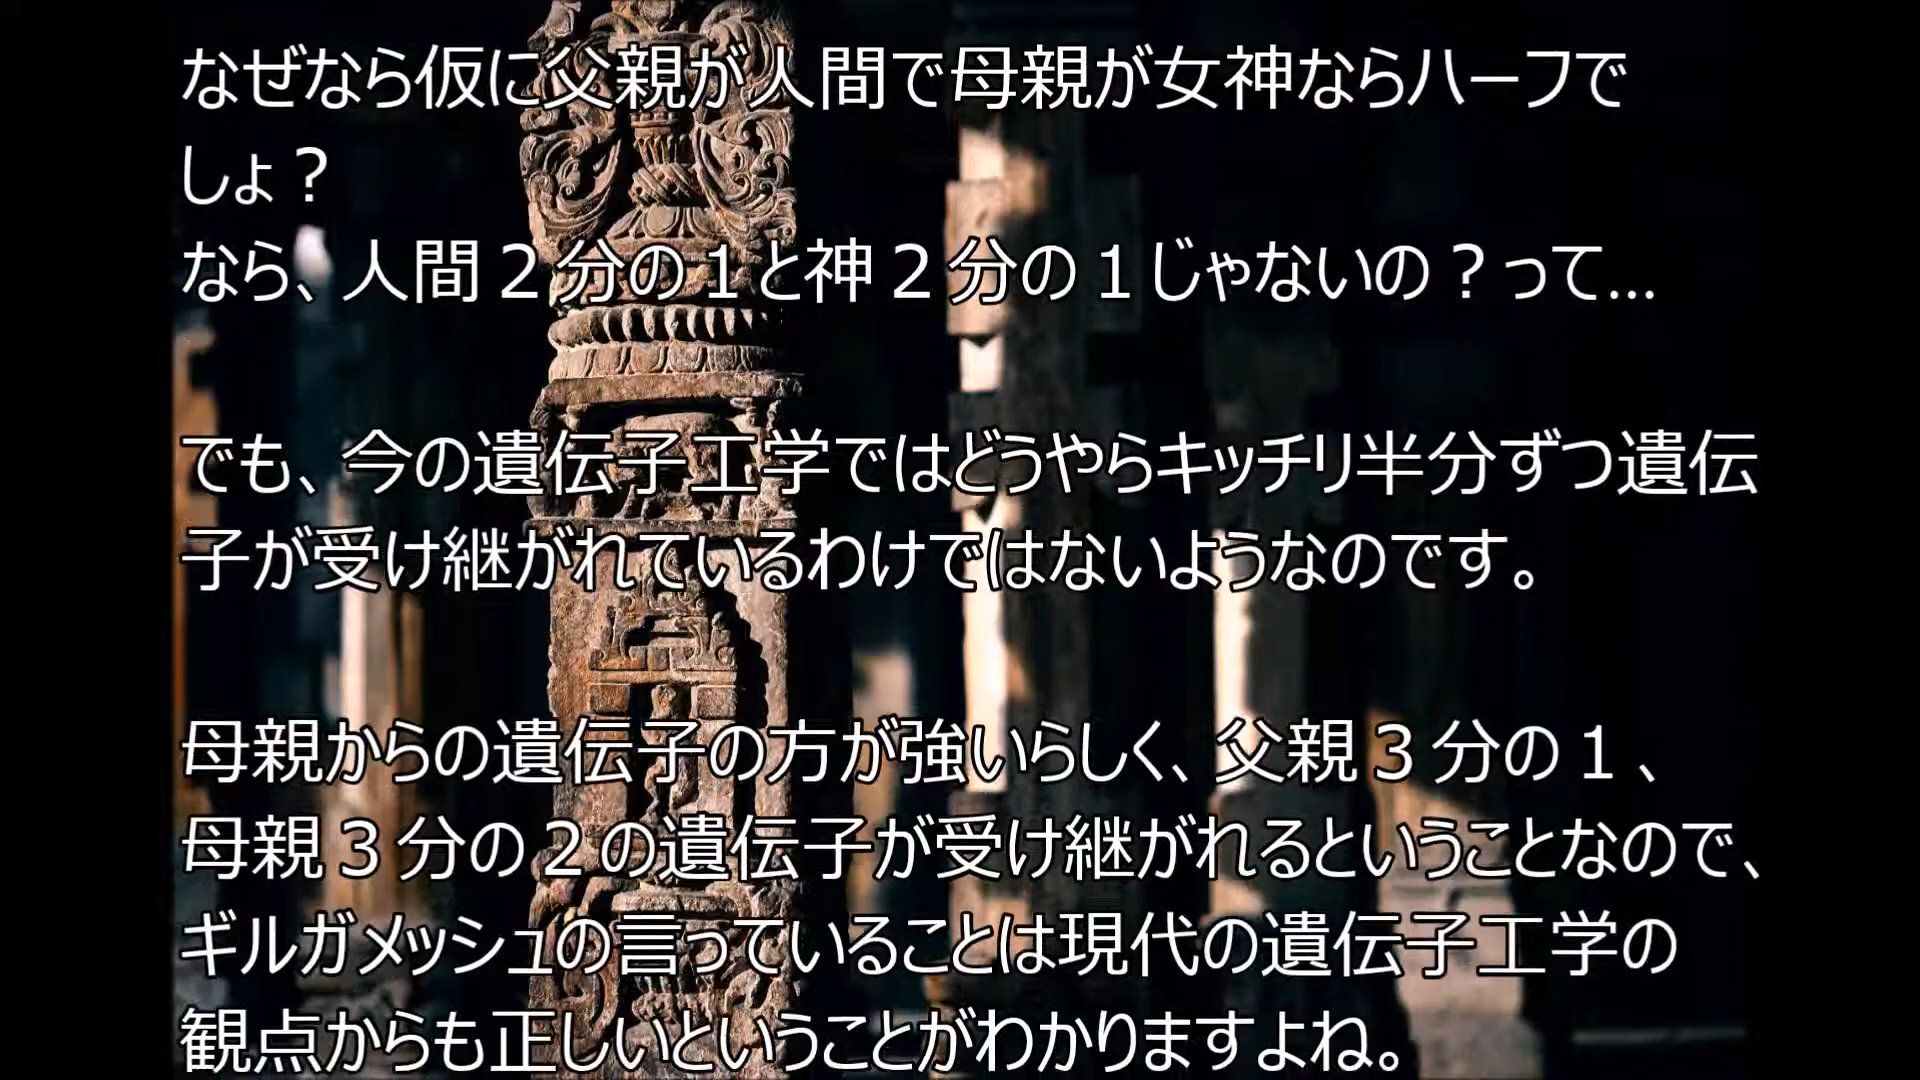 なぜなら仮に父親が人間で母親が女神ならハーフで
しょ？
なら、人間２分の１と神２分の１じゃないの？って…
でも、今の遺伝子工学ではどうやらキッチリ半分ずつ遺伝
子が受け継がれているわけではないようなのです。
母親からの遺伝子の方が強いらしく、父親３分の１、
母親３分の２の遺伝子が受け継がれるということなので、
ギルガメッシュの言っていることは現代の遺伝子工学の
観点からも正しいということがわかりますよね。